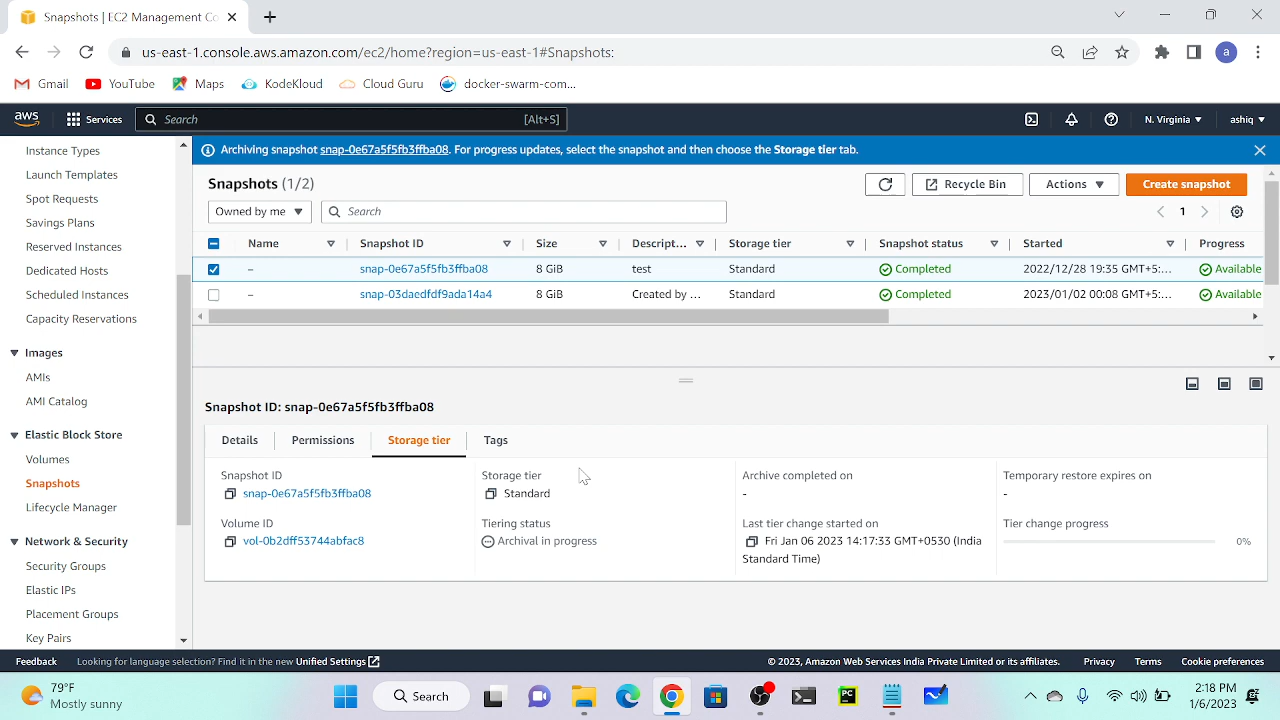 Snapshots | EC2 Management Co
us-east-1.console.aws.amazon.com/ec2/home?region=us-east-1#Snapshots:
a
Gmail YouTube Maps KodeKloud Cloud Guru docker-swarm-com...
aws Services Search [Alt+S] N. Virginia ashiq
Instance Types
Launch Templates
Spot Requests
Savings Plans
Reserved Instances
Dedicated Hosts
Scheduled Instances
Capacity Reservations
Images
AMIs
AMI Catalog
Elastic Block Store
Volumes
Snapshots
Lifecycle Manager
Network & Security
Security Groups
Elastic IPs
Placement Groups
Key Pairs
Archiving snapshot snap-0e67a5f5fb3ffba08. For progress updates, select the snapshot and then choose the Storage tier tab.
Snapshots (1/2) Recycle Bin Actions Create snapshot
Owned by me Search 1
Name Snapshot ID Size Descript... Storage tier Snapshot status Started Progress
– snap-0e67a5f5fb3ffba08 8 GiB test Standard Completed 2022/12/28 19:35 GMT+5:... Available
– snap-03daedfdf9ada14a4 8 GiB Created by ... Standard Completed 2023/01/02 00:08 GMT+5:... Available
Snapshot ID: snap-0e67a5f5fb3ffba08
Details Permissions Storage tier Tags
Snapshot ID
snap-0e67a5f5fb3ffba08
Volume ID
vol-0b2dff53744abfac8
Storage tier
Standard
Tiering status
Archival in progress
Archive completed on
-
Last tier change started on
Fri Jan 06 2023 14:17:33 GMT+0530 (India
Standard Time)
Temporary restore expires on
-
Tier change progress
0%
Feedback Looking for language selection? Find it in the new Unified Settings © 2023, Amazon Web Services India Private Limited or its affiliates. Privacy Terms Cookie preferences
79°F
Mostly sunny
Search
PC
2:18 PM
1/6/2023